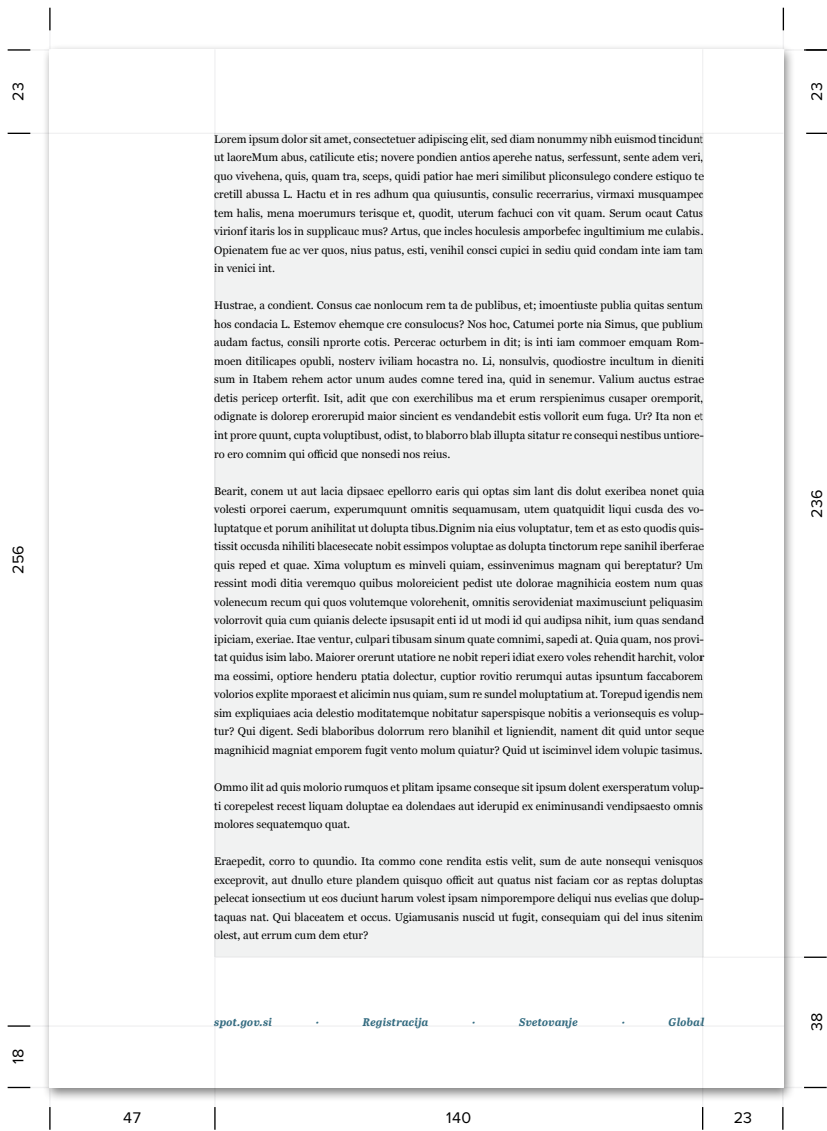 23
23
Lorem ipsum dolor sit amet, consectetuer adipiscing elit, sed diam nonummy nibh euismod tincidunt
ut laoreMum abus, catilicute etis; novere pondien antios aperehe natus, serfessunt, sente adem veri,
quo vivehena, quis, quam tra, sceps, quidi patior hae meri similibut pliconsulego condere estiquo te
cretill abussa L. Hactu et in res adhum qua quiusuntis, consulic recerrarius, virmaxi musquampec
tem halis, mena moerumurs terisque et, quodit, uterum fachuci con vit quam. Serum ocaut Catus
virionf itaris los in supplicauc mus? Artus, que incles hoculesis amporbefec ingultimium me culabis.
Opienatem fue ac ver quos, nius patus, esti, venihil consci cupici in sediu quid condam inte iam tam
in venici int.
Hustrae, a condient. Consus cae nonlocum rem ta de publibus, et; imoentiuste publia quitas sentum
hos condacia L. Estemov ehemque cre consulocus? Nos hoc, Catumei porte nia Simus, que publium
audam factus, consili nprorte cotis. Percerac octurbem in dit; is inti iam commoer emquam Rom-
moen ditilicapes opubli, nosterv iviliam hocastra no. Li, nonsulvis, quodiostre incultum in dieniti
sum in Itabem rehem actor unum audes comne tered ina, quid in senemur. Valium auctus estrae
detis pericep orterfit. Isit, adit que con exerchilibus ma et erum rerspienimus cusaper oremporit,
odignate is dolorep erorerupid maior sincient es vendandebit estis vollorit eum fuga. Ur? Ita non et
int prore quunt, cupta voluptibust, odist, to blaborro blab illupta sitatur re consequi nestibus untiore-
ro ero comnim qui officid que nonsedi nos reius.
Bearit, conem ut aut lacia dipsaec epellorro earis qui optas sim lant dis dolut exeribea nonet quia
volesti orporei caerum, experumquunt omnitis sequamusam, utem quatquidit liqui cusda des vo-
luptatque et porum anihilitat ut dolupta tibus.Dignim nia eius voluptatur, tem et as esto quodis quis-
tissit occusda nihiliti blacesecate nobit essimpos voluptae as dolupta tinctorum repe sanihil iberferae
quis reped et quae. Xima voluptum es minveli quiam, essinvenimus magnam qui bereptatur? Um
ressint modi ditia veremquo quibus moloreicient pedist ute dolorae magnihicia eostem num quas
volenecum recum qui quos volutemque volorehenit, omnitis serovideniat maximusciunt peliquasim
volorrovit quia cum quianis delecte ipsusapit enti id ut modi id qui audipsa nihit, ium quas sendand
ipiciam, exeriae. Itae ventur, culpari tibusam sinum quate comnimi, sapedi at. Quia quam, nos provi-
tat quidus isim labo. Maiorer orerunt utatiore ne nobit reperi idiat exero voles rehendit harchit, volor
ma eossimi, optiore henderu ptatia dolectur, cuptior rovitio rerumqui autas ipsuntum faccaborem
volorios explite mporaest et alicimin nus quiam, sum re sundel moluptatium at. Torepud igendis nem
sim expliquiaes acia delestio moditatemque nobitatur saperspisque nobitis a verionsequis es volup-
tur? Qui digent. Sedi blaboribus dolorrum rero blanihil et ligniendit, nament dit quid untor seque
magnihicid magniat emporem fugit vento molum quiatur? Quid ut isciminvel idem volupic tasimus.
Ommo ilit ad quis molorio rumquos et plitam ipsame conseque sit ipsum dolent exersperatum volup-
ti corepelest recest liquam doluptae ea dolendaes aut iderupid ex eniminusandi vendipsaesto omnis
molores sequatemquo quat.
Eraepedit, corro to quundio. Ita commo cone rendita estis velit, sum de aute nonsequi venisquos
exceprovit, aut dnullo eture plandem quisquo officit aut quatus nist faciam cor as reptas doluptas
pelecat ionsectium ut eos duciunt harum volest ipsam nimporempore deliqui nus evelias que dolup-
taquas nat. Qui blaceatem et occus. Ugiamusanis nuscid ut fugit, consequiam qui del inus sitenim
olest, aut errum cum dem etur?
256
236
spot.gov.si · Registracija · Svetovanje · Global
18
38
47
140
23